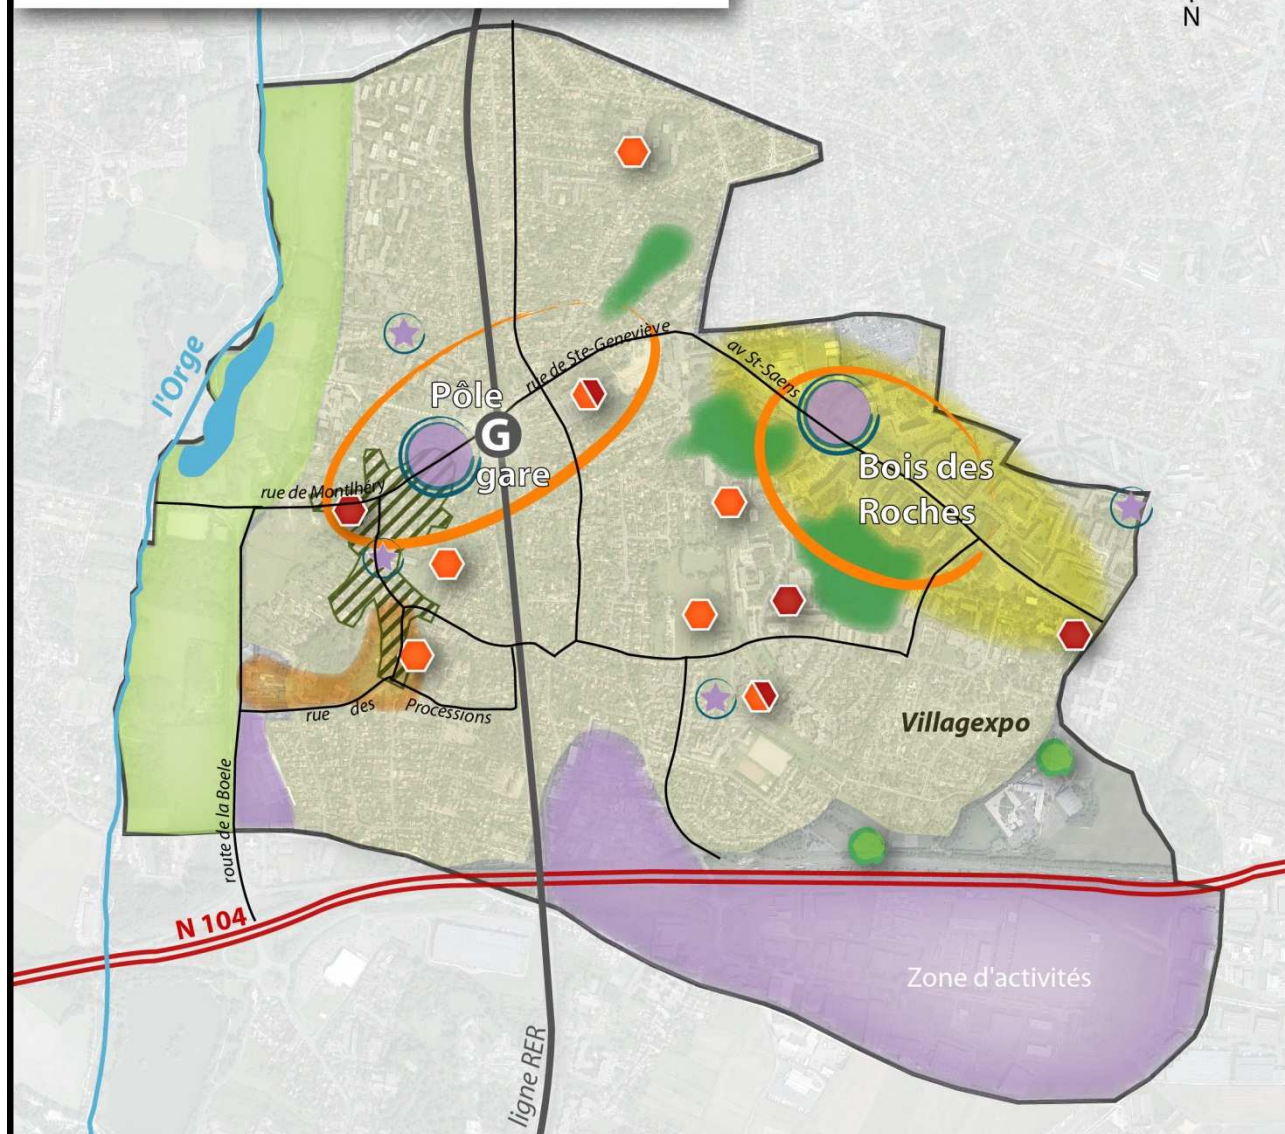 N
rue de Ste-Geneviève
av St-Saens
l'Orge
Pôle
G
gare
Bois des
Roches
rue de Montlhéry
rue des Processions
Villagexpo
route de la Boele
N 104
Zone d'activités
ligne RER